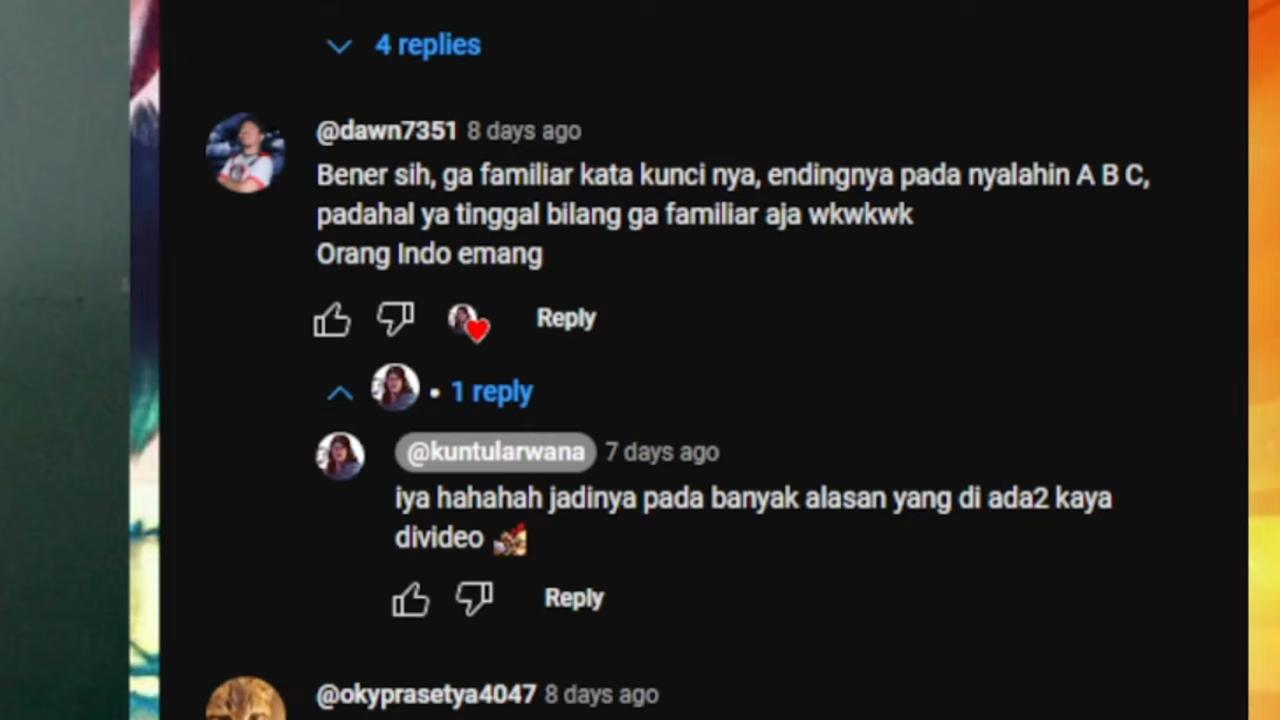 4 replies
@dawn7351 8 days ago
Bener sih, ga familiar kata kunci nya, endingnya pada nyalahin A B C,
padahal ya tinggal bilang ga familiar aja wkwkwk
Orang Indo emang
Reply
1 reply
@kuntularwana 7 days ago
iya hahahah jadinya pada banyak alasan yang di ada2 kaya
divideo
Reply
@okyprasetya4047 8 days ago